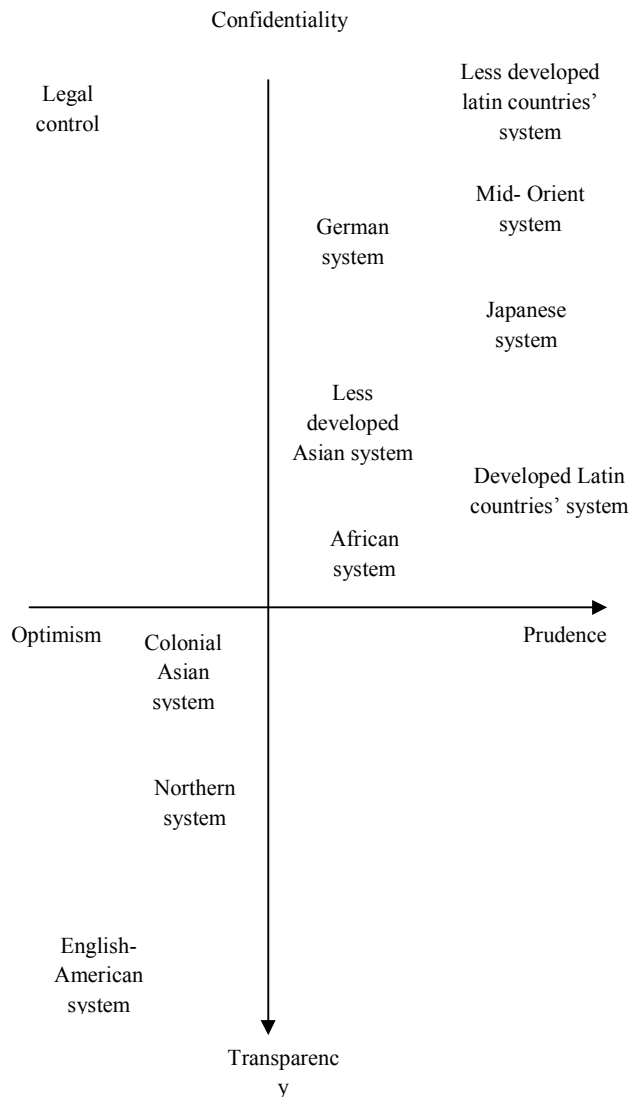 Confidentiality
Legal
control
Less developed
latin countries’
system
Mid- Orient
system
German
system
Japanese
system
Less
developed
Asian system
Developed Latin
countries’ system
African
system
Optimism
Prudence
Colonial
Asian
system
Northern
system
English-
American
system
Transparenc
y